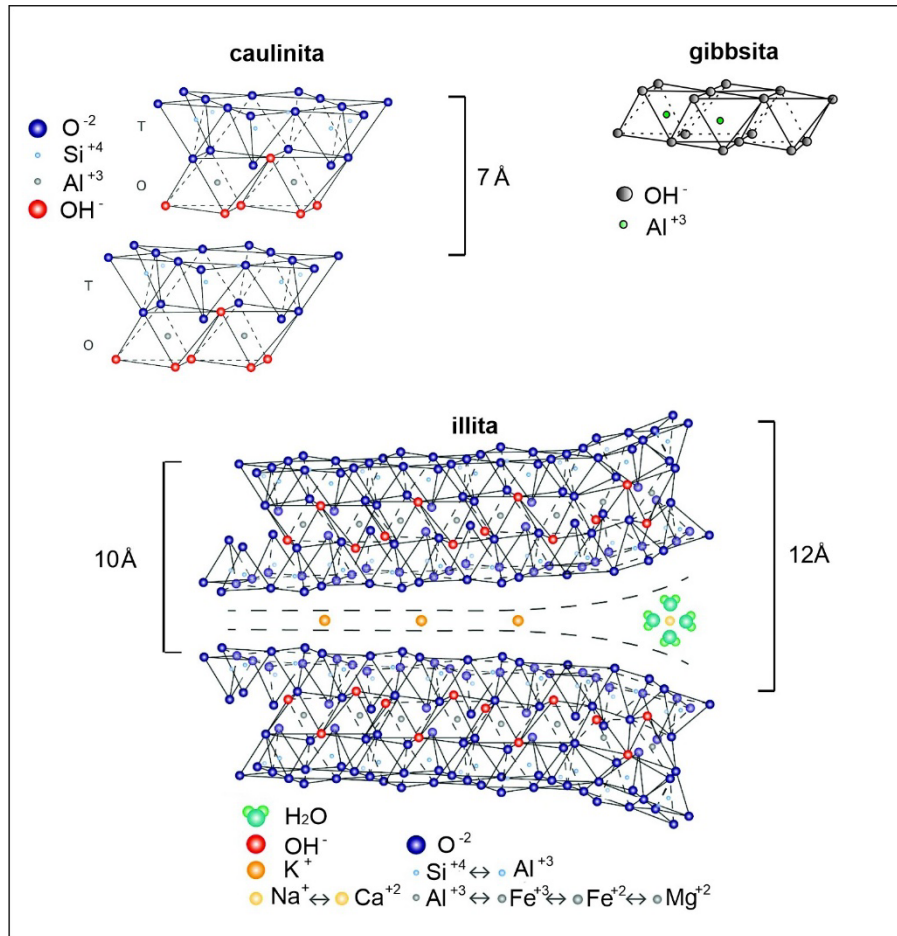 caulinita
gibbsita
O⁻²
Si⁺⁴
Al⁺³
OH⁻
T
O
T
O
7 Å
OH⁻
Al⁺³
illita
10Å
12Å
H₂O
OH⁻
K⁺
Na⁺ ↔ Ca⁺²
O⁻²
Si⁺⁴ ↔ Al⁺³
Al⁺³ ↔ Fe⁺³ ↔ Fe⁺² ↔ Mg⁺²